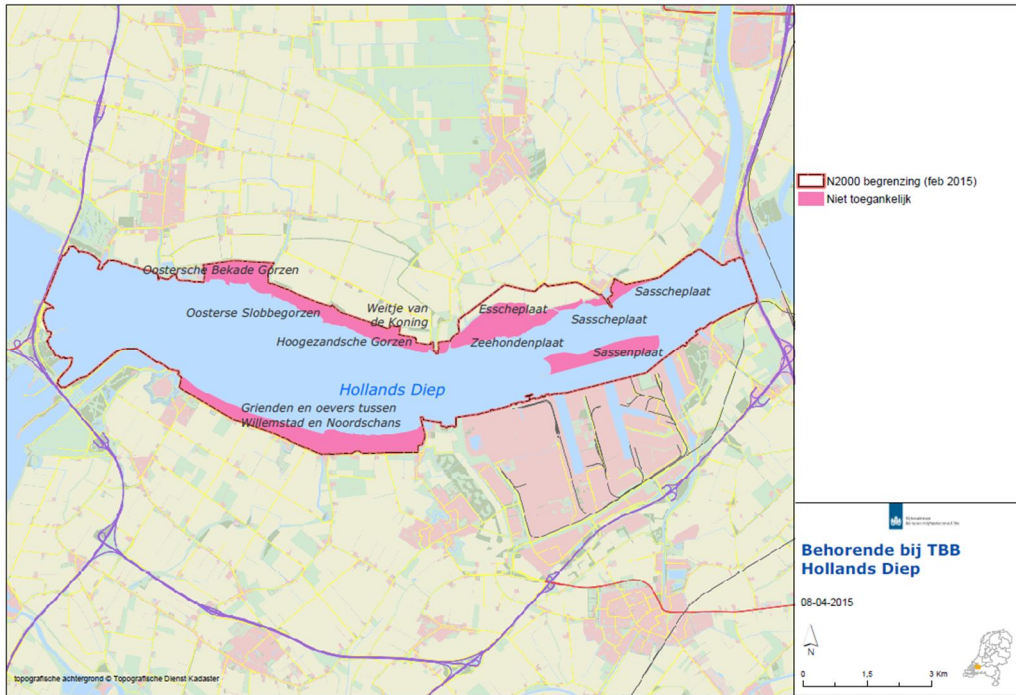 Oostersche Bekade Gorzen
Oosterse Slobbegorzen
Weitje van
de Koning
Hoogezandsche Gorzen
Esscheplaat
Zeehondenplaat
Sasscheplaat
Sasscheplaat
Sassenplaat
Hollands Diep
Grienden en oevers tussen
Willemstad en Noordschans
topografische achtergrond © Topografische Dienst Kadaster
N2000 begrenzing (feb 2015)
Niet toegankelijk
Behorende bij TBB
Hollands Diep
08-04-2015
N
0 1,5 3 Km